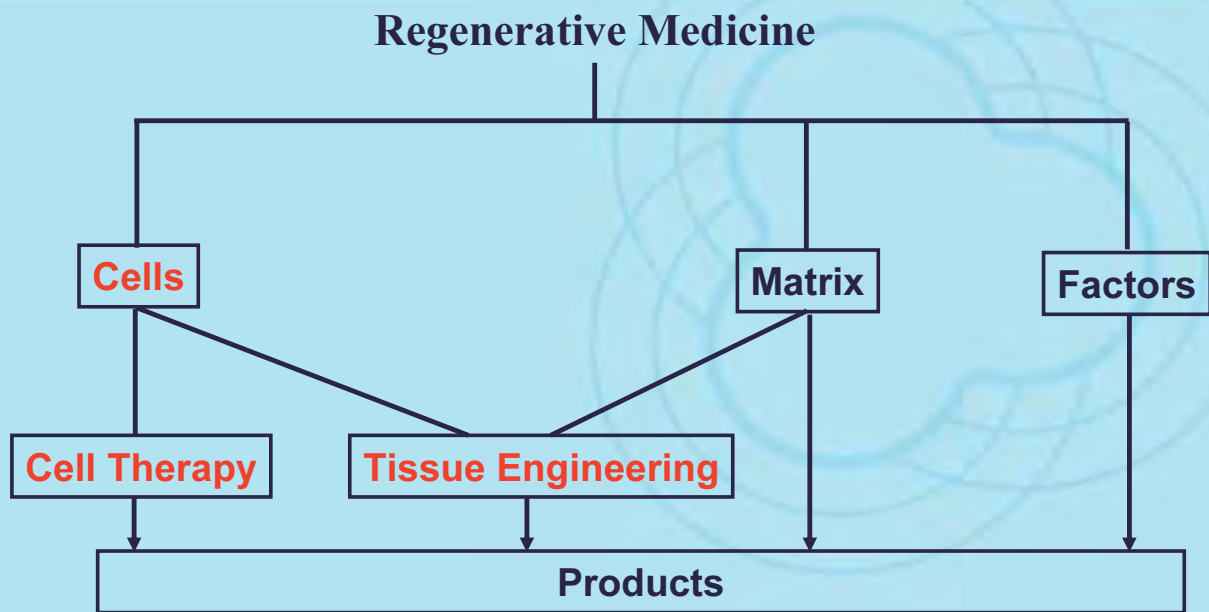 Regenerative Medicine
Cells
Matrix
Factors
Cell Therapy
Tissue Engineering
Products